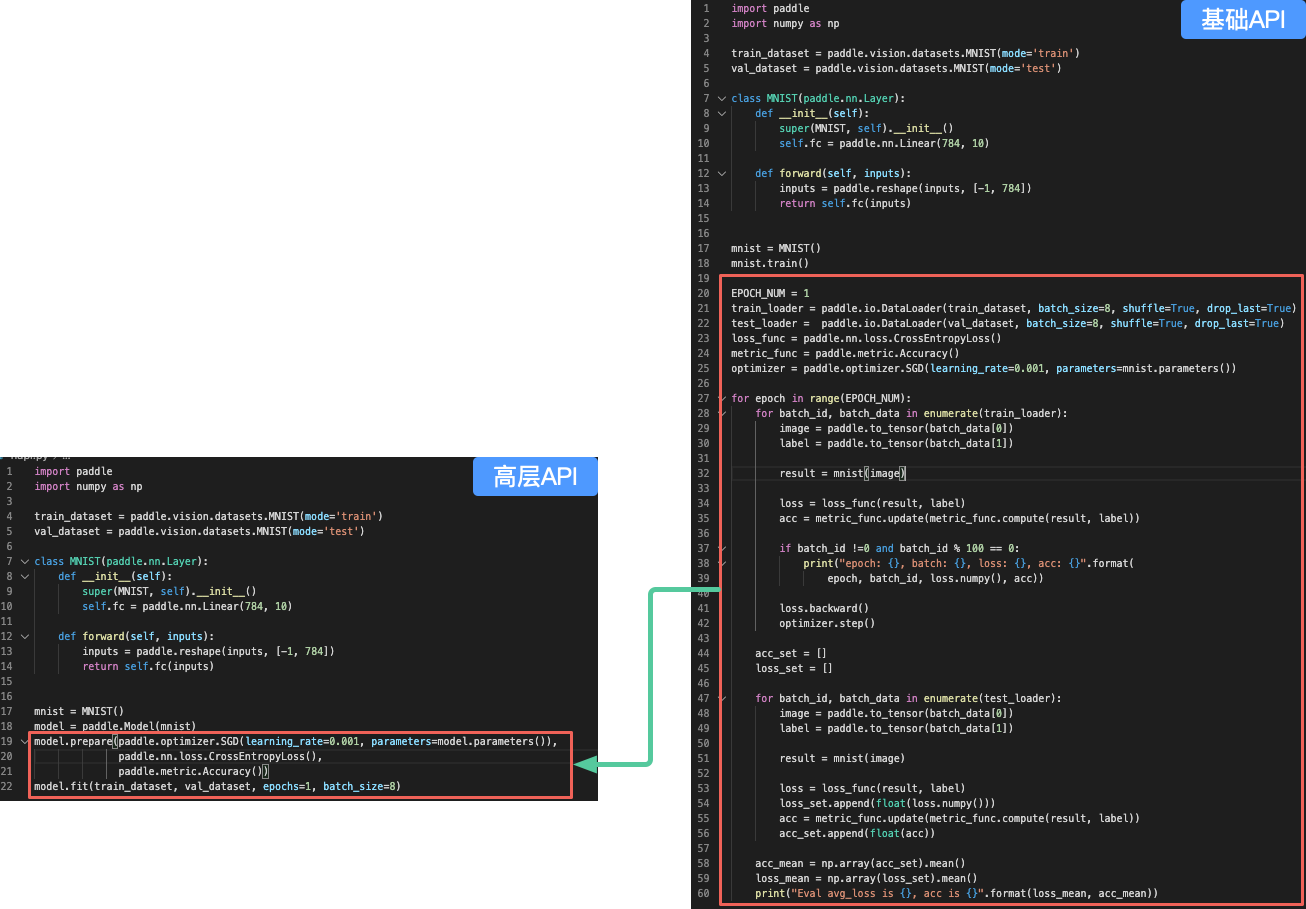 高层API
1 import paddle
2 import numpy as np
3
4 train_dataset = paddle.vision.datasets.MNIST(mode='train')
5 val_dataset = paddle.vision.datasets.MNIST(mode='test')
6
7 class MNIST(paddle.nn.Layer):
8     def __init__(self):
9         super(MNIST, self).__init__()
10         self.fc = paddle.nn.Linear(784, 10)
11
12     def forward(self, inputs):
13         inputs = paddle.reshape(inputs, [-1, 784])
14         return self.fc(inputs)
15
16
17 mnist = MNIST()
18 model = paddle.Model(mnist)
19 model.prepare(paddle.optimizer.SGD(learning_rate=0.001, parameters=model.parameters()),
20               paddle.nn.loss.CrossEntropyLoss(),
21               paddle.metric.Accuracy())
22 model.fit(train_dataset, val_dataset, epochs=1, batch_size=8)
基础API
1 import paddle
2 import numpy as np
3
4 train_dataset = paddle.vision.datasets.MNIST(mode='train')
5 val_dataset = paddle.vision.datasets.MNIST(mode='test')
6
7 class MNIST(paddle.nn.Layer):
8     def __init__(self):
9         super(MNIST, self).__init__()
10         self.fc = paddle.nn.Linear(784, 10)
11
12     def forward(self, inputs):
13         inputs = paddle.reshape(inputs, [-1, 784])
14         return self.fc(inputs)
15
16
17 mnist = MNIST()
18 mnist.train()
19
20 EPOCH_NUM = 1
21 train_loader = paddle.io.DataLoader(train_dataset, batch_size=8, shuffle=True, drop_last=True)
22 test_loader =  paddle.io.DataLoader(val_dataset, batch_size=8, shuffle=True, drop_last=True)
23 loss_func = paddle.nn.loss.CrossEntropyLoss()
24 metric_func = paddle.metric.Accuracy()
25 optimizer = paddle.optimizer.SGD(learning_rate=0.001, parameters=mnist.parameters())
26
27 for epoch in range(EPOCH_NUM):
28     for batch_id, batch_data in enumerate(train_loader):
29         image = paddle.to_tensor(batch_data[0])
30         label = paddle.to_tensor(batch_data[1])
31
32         result = mnist(image)
33
34         loss = loss_func(result, label)
35         acc = metric_func.update(metric_func.compute(result, label))
36
37         if batch_id !=0 and batch_id % 100 == 0:
38             print("epoch: {}, batch: {}, loss: {}, acc: {}".format(
39                 epoch, batch_id, loss.numpy(), acc))
40
41         loss.backward()
42         optimizer.step()
43
44     acc_set = []
45     loss_set = []
46
47     for batch_id, batch_data in enumerate(test_loader):
48         image = paddle.to_tensor(batch_data[0])
49         label = paddle.to_tensor(batch_data[1])
50
51         result = mnist(image)
52
53         loss = loss_func(result, label)
54         loss_set.append(float(loss.numpy()))
55         acc = metric_func.update(metric_func.compute(result, label))
56         acc_set.append(float(acc))
57
58     acc_mean = np.array(acc_set).mean()
59     loss_mean = np.array(loss_set).mean()
60     print("Eval avg_loss is {}, acc is {}".format(loss_mean, acc_mean))